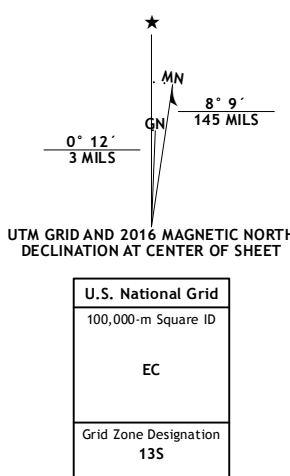 ★
MN
GN
8° 9´
145 MILS
0° 12´
3 MILS
UTM GRID AND 2016 MAGNETIC NORTH
DECLINATION AT CENTER OF SHEET
U.S. National Grid
100,000-m Square ID
EC
Grid Zone Designation
13S